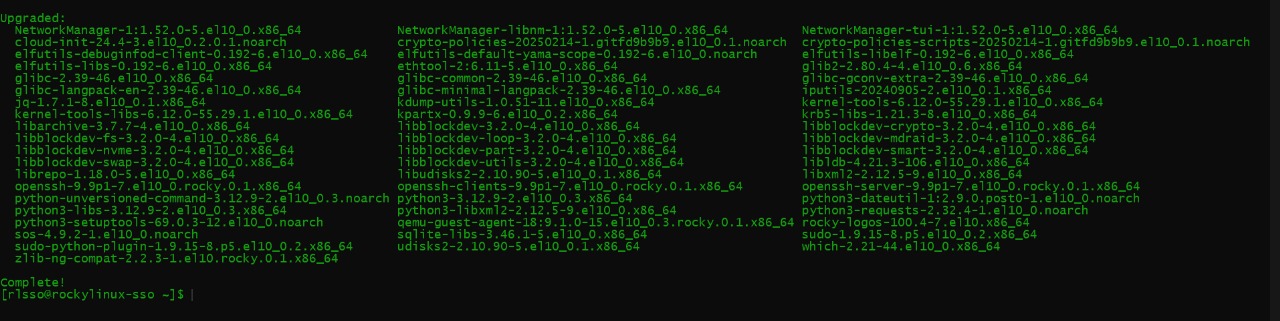 Upgraded:
NetworkManager-1:1.52.0-5.el10_0.x86_64 NetworkManager-libnm-1:1.52.0-5.el10_0.x86_64 NetworkManager-tui-1:1.52.0-5.el10_0.x86_64
cloud-init-24.4-3.el10_0.2.0.1.noarch crypto-policies-20250214-1.gitfd9b9b9.el10_0.1.noarch crypto-policies-scripts-20250214-1.gitfd9b9b9.el10_0.1.noarch
elfutils-debuginfod-client-0.192-6.el10_0.x86_64 elfutils-default-yama-scope-0.192-6.el10_0.noarch elfutils-libelf-0.192-6.el10_0.x86_64
elfutils-libs-0.192-6.el10_0.x86_64 ethtool-2:6.11-5.el10_0.x86_64 glib2-2.80.4-4.el10_0.6.x86_64
glibc-2.39-46.el10_0.x86_64 glibc-common-2.39-46.el10_0.x86_64 glibc-gconv-extra-2.39-46.el10_0.x86_64
glibc-langpack-en-2.39-46.el10_0.x86_64 glibc-minimal-langpack-2.39-46.el10_0.x86_64 iputils-20240905-2.el10_0.1.x86_64
jq-1.7.1-8.el10_0.1.x86_64 kdump-utils-1.0.51-11.el10_0.x86_64 kernel-tools-6.12.0-55.29.1.el10_0.x86_64
kernel-tools-libs-6.12.0-55.29.1.el10_0.x86_64 kpartx-0.9.9-6.el10_0.2.x86_64 krb5-libs-1.21.3-8.el10_0.x86_64
libarchive-3.7.7-4.el10_0.x86_64 libblockdev-3.2.0-4.el10_0.x86_64 libblockdev-crypto-3.2.0-4.el10_0.x86_64
libblockdev-fs-3.2.0-4.el10_0.x86_64 libblockdev-loop-3.2.0-4.el10_0.x86_64 libblockdev-mdraid-3.2.0-4.el10_0.x86_64
libblockdev-nvme-3.2.0-4.el10_0.x86_64 libblockdev-part-3.2.0-4.el10_0.x86_64 libblockdev-smart-3.2.0-4.el10_0.x86_64
libblockdev-swap-3.2.0-4.el10_0.x86_64 libblockdev-utils-3.2.0-4.el10_0.x86_64 libldb-4.21.3-106.el10_0.x86_64
librepo-1.18.0-5.el10_0.x86_64 libudisks2-2.10.90-5.el10_0.1.x86_64 libxml2-2.12.5-9.el10_0.x86_64
openssh-9.9p1-7.el10_0.rocky.0.1.x86_64 openssh-clients-9.9p1-7.el10_0.rocky.0.1.x86_64 openssh-server-9.9p1-7.el10_0.rocky.0.1.x86_64
python-unversioned-command-3.12.9-2.el10_0.3.noarch python3-3.12.9-2.el10_0.3.x86_64 python3-dateutil-1:2.9.0.post0-1.el10_0.noarch
python3-libs-3.12.9-2.el10_0.3.x86_64 python3-libxml2-2.12.5-9.el10_0.x86_64 python3-requests-2.32.4-1.el10_0.noarch
python3-setuptools-69.0.3-12.el10_0.noarch qemu-guest-agent-18:9.1.0-15.el10_0.3.rocky.0.1.x86_64 rocky-logos-100.4-7.el10.x86_64
sos-4.9.2-1.el10_0.noarch sqlite-libs-3.46.1-5.el10_0.x86_64 sudo-1.9.15-8.p5.el10_0.2.x86_64
sudo-python-plugin-1.9.15-8.p5.el10_0.2.x86_64 udisks2-2.10.90-5.el10_0.1.x86_64 which-2.21-44.el10_0.x86_64
zlib-ng-compat-2.2.3-1.el10.rocky.0.1.x86_64
Complete!
[rlsso@rockylinux-sso ~]$